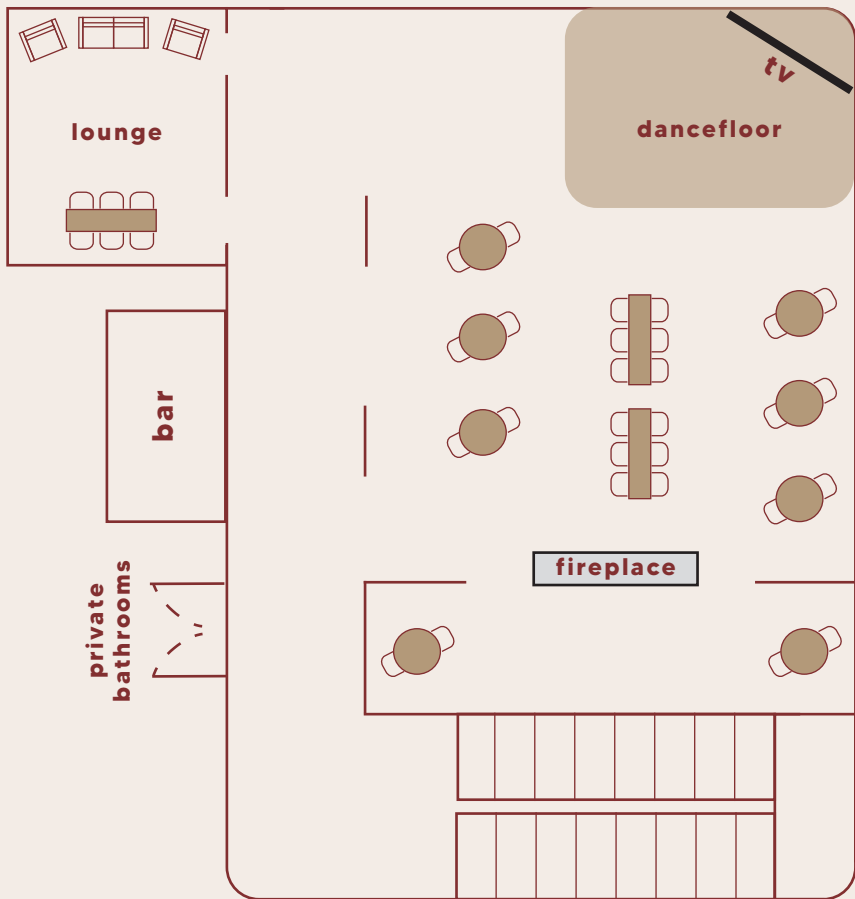 tv
dancefloor
lounge
bar
fireplace
private
bathrooms